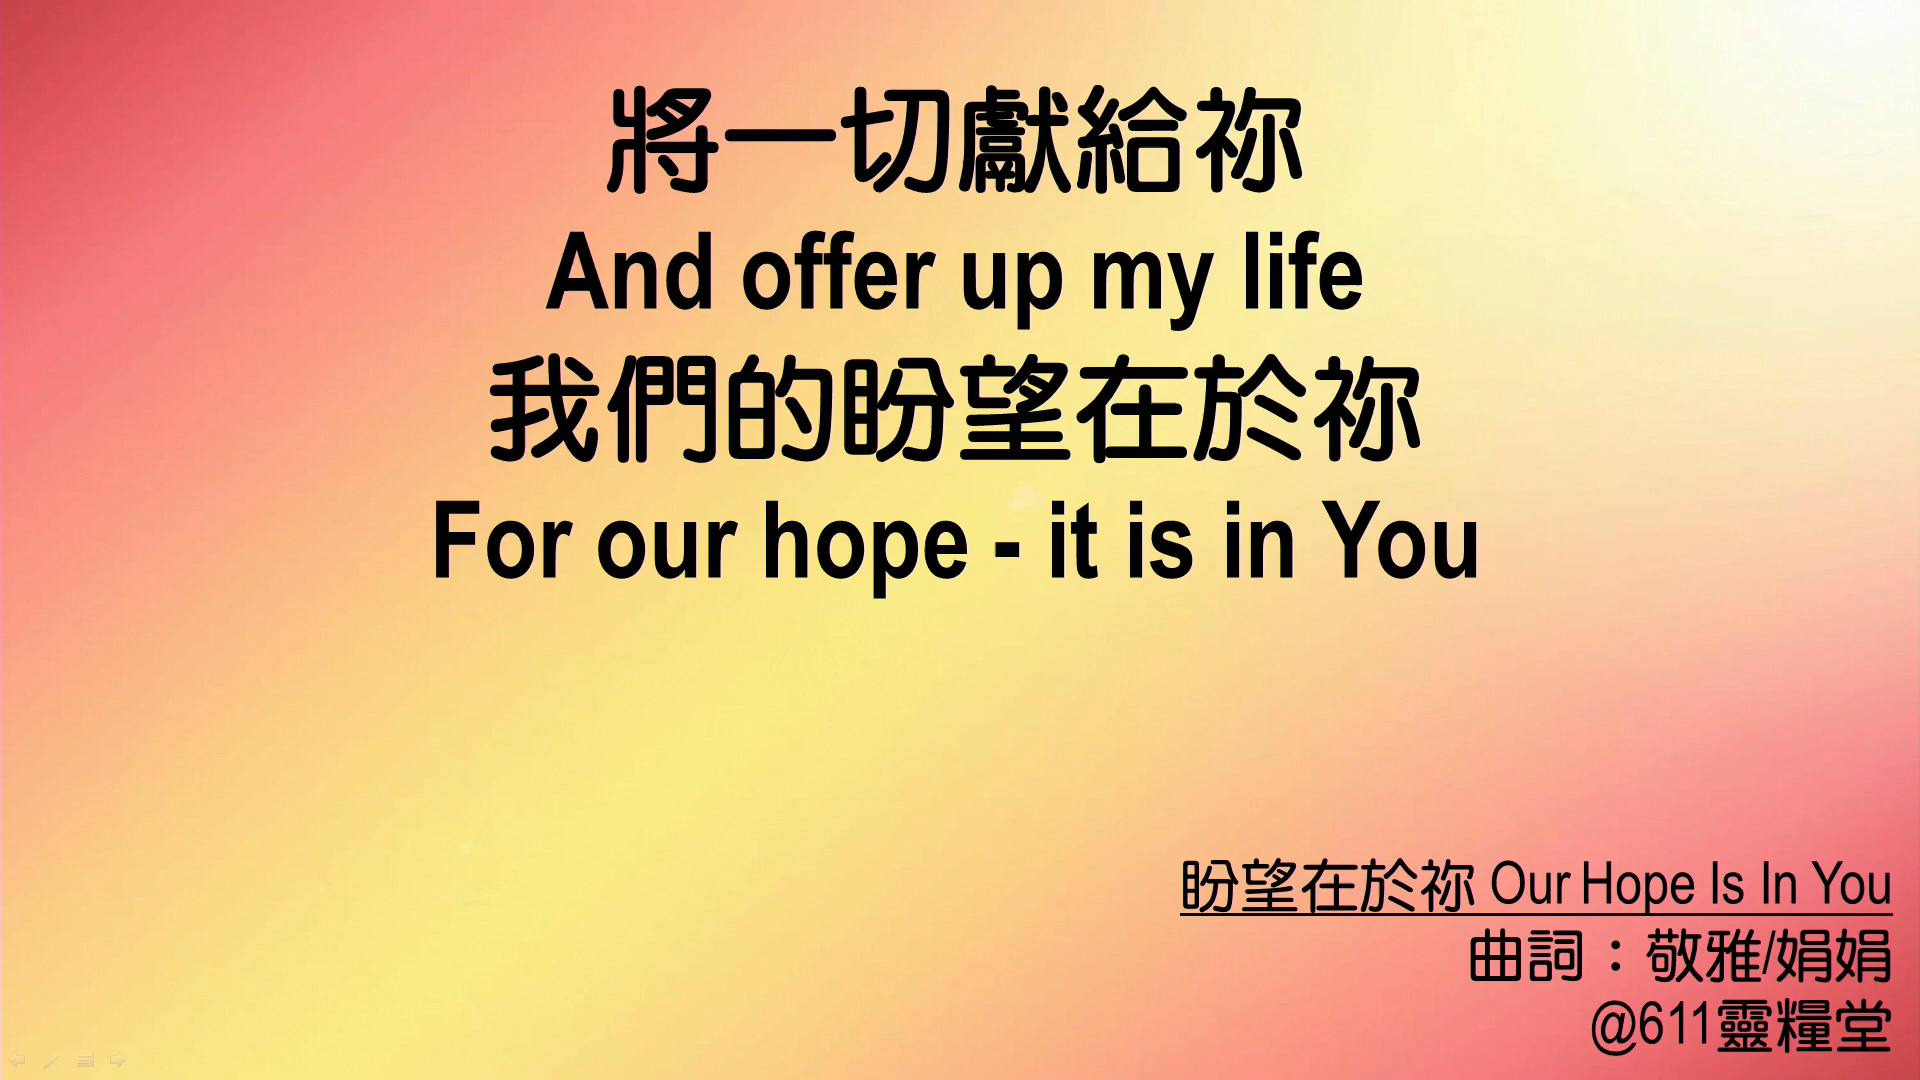 將一切獻給祢
And offer up my life
我們的盼望在於祢
For our hope - it is in You
盼望在於祢 Our Hope Is In You
曲詞：敬雅/娟娟
@611靈糧堂